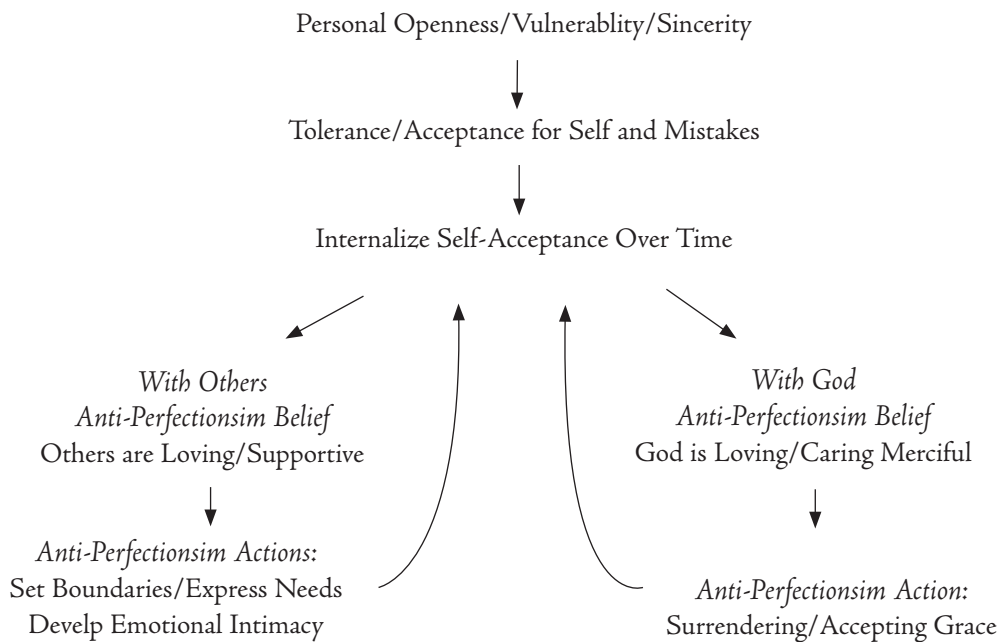 Personal Openness/Vulnerablity/Sincerity
Tolerance/Acceptance for Self and Mistakes
Internalize Self-Acceptance Over Time
With Others
Anti-Perfectionsim Belief
Others are Loving/Supportive
Anti-Perfectionsim Actions:
Set Boundaries/Express Needs
Develp Emotional Intimacy
With God
Anti-Perfectionsim Belief
God is Loving/Caring Merciful
Anti-Perfectionsim Action:
Surrendering/Accepting Grace